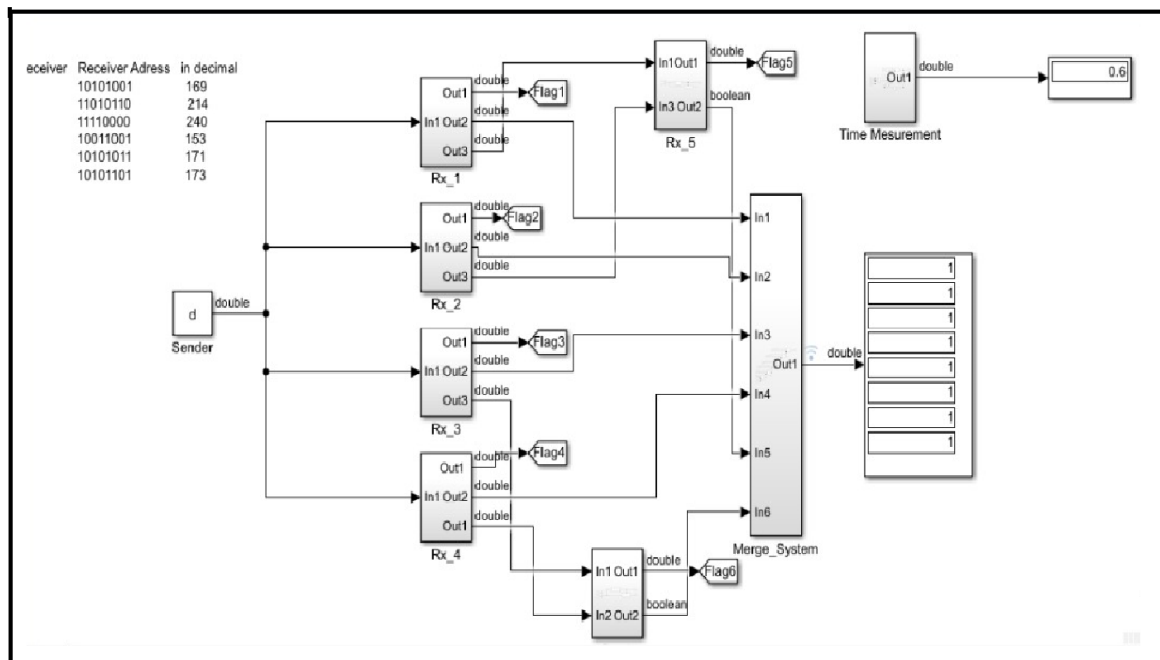 eceiver Receiver Adress in decimal
10101001 169
11010110 214
11110000 240
10011001 153
10101011 171
10101101 173
d
double
Sender
In1 Out1 Out2 Out3
double double double
Flag1
Rx_1
In1 Out1 Out2 Out3
double double double
Flag2
Rx_2
In1 Out1 Out2 Out3
double double
Flag3
Rx_3
In1 Out1 Out2 Out1
double double double
Flag4
Rx_4
In1 Out1
In3 Out2
double
boolean
Flag5
Rx_5
In1 Out1
In2 Out2
double
boolean
Flag6
In1
In2
In3
In4
In5
In6
Out1
double
Merge_System
1
1
1
1
1
1
1
1
Out1
double
0.6
Time Mesurement